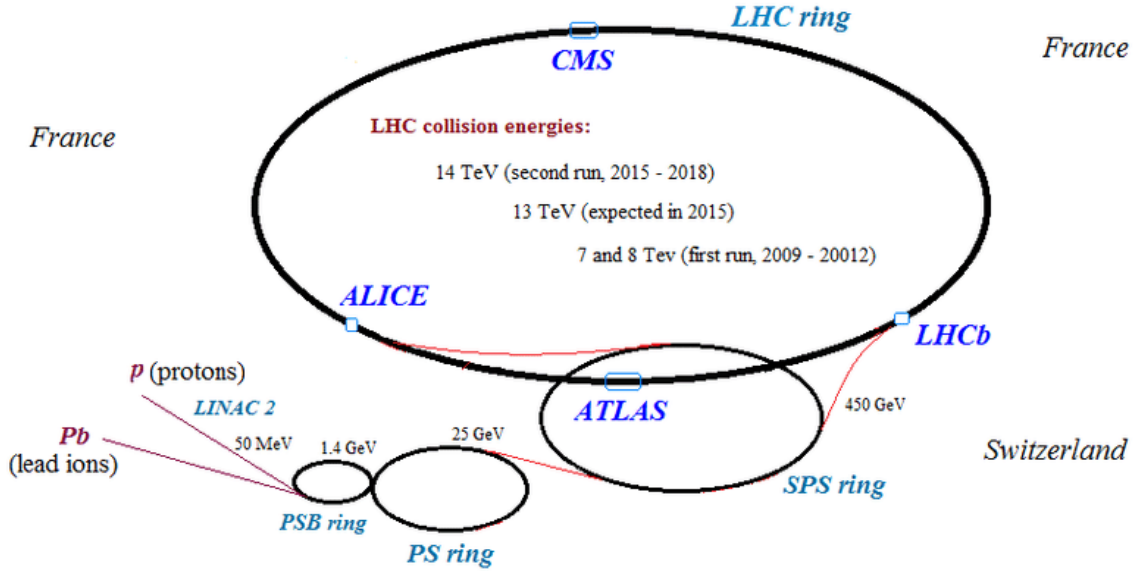 LHC ring
France
CMS
France
LHC collision energies:
14 TeV (second run, 2015 - 2018)
13 TeV (expected in 2015)
7 and 8 Tev (first run, 2009 - 20012)
ALICE
LHCb
p (protons)
LINAC 2
ATLAS
450 GeV
Pb
(lead ions)
50 MeV
1.4 GeV
25 GeV
Switzerland
SPS ring
PSB ring
PS ring